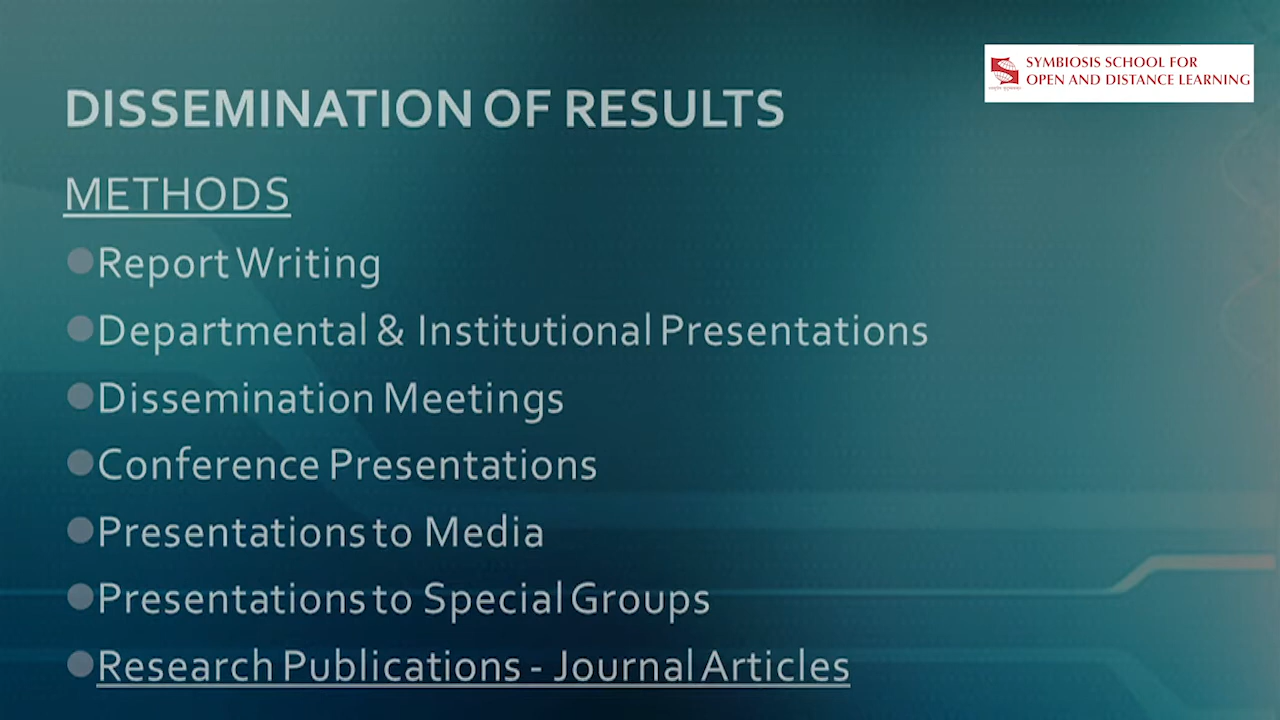 SYMBIOSIS SCHOOL FOR
OPEN AND DISTANCE LEARNING
DISSEMINATION OF RESULTS
METHODS
Report Writing
Departmental & Institutional Presentations
Dissemination Meetings
Conference Presentations
Presentations to Media
Presentations to Special Groups
Research Publications - Journal Articles